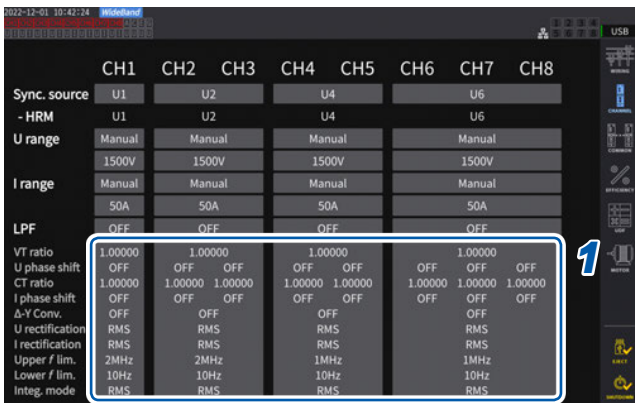 2022-12-01 10:42:24 WideBand
USB
CH1 CH2 CH3 CH4 CH5 CH6 CH7 CH8
Sync. source U1 U2 U4 U6
- HRM U1 U2 U4 U6
U range Manual Manual Manual Manual
1500V 1500V 1500V 1500V
I range Manual Manual Manual Manual
50A 50A 50A 50A
LPF OFF OFF OFF OFF
VT ratio 1.00000 1.00000 1.00000 1.00000
U phase shift OFF OFF OFF OFF OFF OFF OFF OFF
CT ratio 1.00000 1.00000 1.00000 1.00000 1.00000 1.00000 1.00000 1.00000
I phase shift OFF OFF OFF OFF OFF OFF OFF OFF
Δ-Y Conv. OFF OFF OFF OFF
U rectification RMS RMS RMS RMS
I rectification RMS RMS RMS RMS
Upper f lim. 2MHz 2MHz 1MHz 1MHz
Lower f lim. 10Hz 10Hz 10Hz 10Hz
Integ. mode RMS RMS RMS RMS
1
WIRING
CHANNEL
COMMON
EFFICIENCY
UDF
MOTOR
EJECT
SHUTDOWN